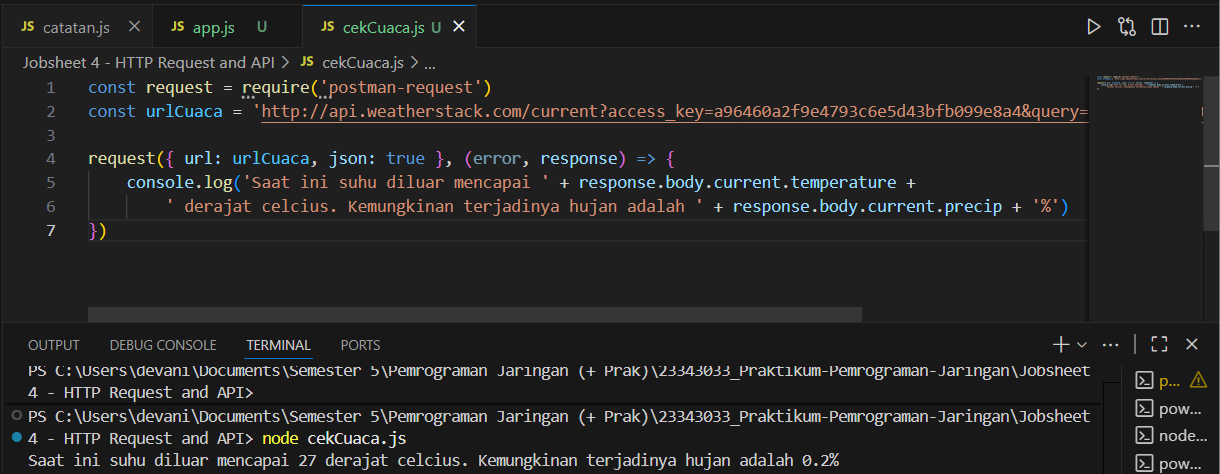 JS catatan.js
JS app.js U
JS cekCuaca.js U
Jobsheet 4 - HTTP Request and API > JS cekCuaca.js > ...
1 const request = require('postman-request')
2 const urlCuaca = 'http://api.weatherstack.com/current?access_key=a96460a2f9e4793c6e5d43bfb099e8a4&query=
3
4 request({ url: urlCuaca, json: true }, (error, response) => {
5 console.log('Saat ini suhu diluar mencapai ' + response.body.current.temperature +
6 ' derajat celcius. Kemungkinan terjadinya hujan adalah ' + response.body.current.precip + '%')
7 })
OUTPUT DEBUG CONSOLE TERMINAL PORTS
PS C:\Users\devani\Documents\Semester 5\Pemrograman Jaringan (+ Prak)\23343033_Praktikum-Pemrograman-Jaringan\Jobsheet
4 - HTTP Request and API>
PS C:\Users\devani\Documents\Semester 5\Pemrograman Jaringan (+ Prak)\23343033_Praktikum-Pemrograman-Jaringan\Jobsheet
4 - HTTP Request and API> node cekCuaca.js
Saat ini suhu diluar mencapai 27 derajat celcius. Kemungkinan terjadinya hujan adalah 0.2%
p...
pow...
node...
pow...